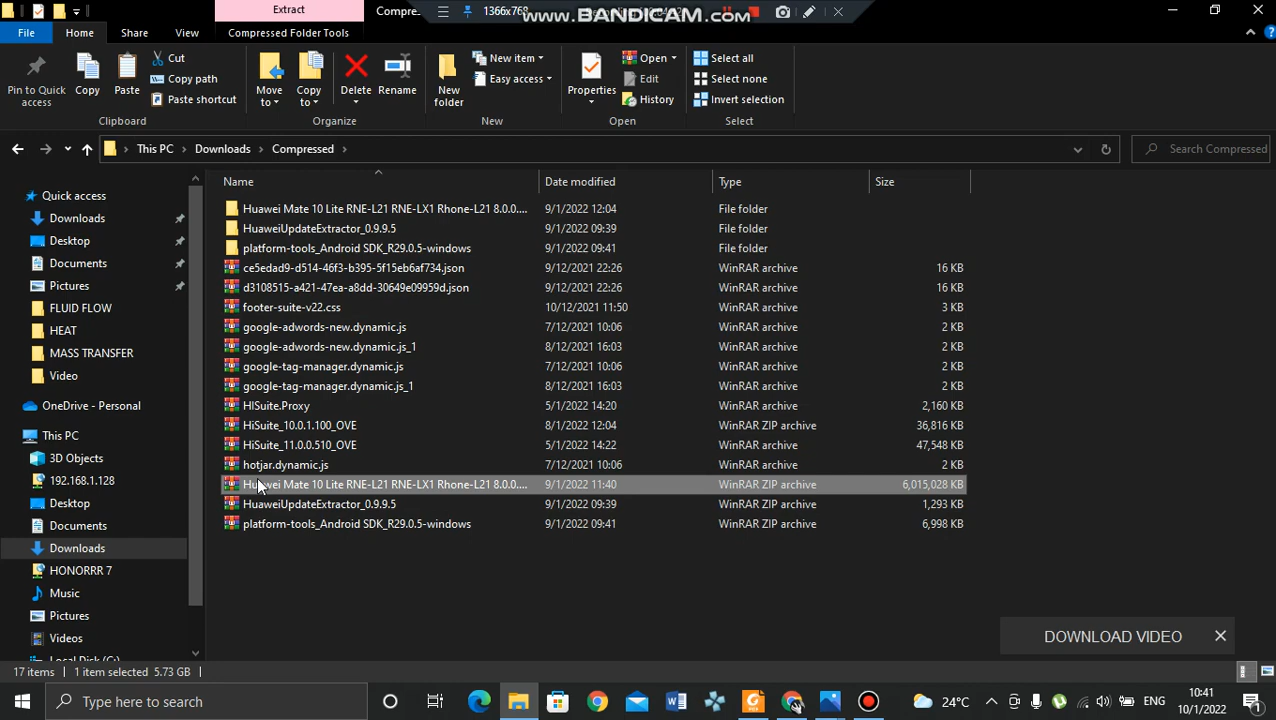 Extract
Compre...
1366x768
www.BANDICAM.com
File
Home
Share
View
Compressed Folder Tools
Pin to Quick access
Copy
Paste
Cut
Copy path
Paste shortcut
Clipboard
Move to
Copy to
Delete
Rename
Organize
New folder
New item
Easy access
New
Properties
Open
Edit
History
Open
Select all
Select none
Invert selection
Select
This PC
Downloads
Compressed
Search Compressed
Name
Date modified
Type
Size
Quick access
Downloads
Desktop
Documents
Pictures
FLUID FLOW
HEAT
MASS TRANSFER
Video
OneDrive - Personal
This PC
3D Objects
192.168.1.128
Desktop
Documents
Downloads
HONORRR 7
Music
Pictures
Videos
Local Disk (C:)
Huawei Mate 10 Lite RNE-L21 RNE-LX1 Rhone-L21 8.0.0.... 9/1/2022 12:04 File folder
HuaweiUpdateExtractor_0.9.9.5 9/1/2022 09:39 File folder
platform-tools_Android SDK_R29.0.5-windows 9/1/2022 09:41 File folder
ce5edad9-d514-46f3-b395-5f15eb6af734.json 9/12/2021 22:26 WinRAR archive 16 KB
d3108515-a421-47ea-a8dd-30649e09959d.json 9/12/2021 22:26 WinRAR archive 16 KB
footer-suite-v22.css 10/12/2021 11:50 WinRAR archive 3 KB
google-adwords-new.dynamic.js 7/12/2021 10:06 WinRAR archive 2 KB
google-adwords-new.dynamic.js_1 8/12/2021 16:03 WinRAR archive 2 KB
google-tag-manager.dynamic.js 7/12/2021 10:06 WinRAR archive 2 KB
google-tag-manager.dynamic.js_1 8/12/2021 16:03 WinRAR archive 2 KB
HISuite.Proxy 5/1/2022 14:20 WinRAR archive 2,160 KB
HiSuite_10.0.1.100_OVE 8/1/2022 12:04 WinRAR ZIP archive 36,816 KB
HiSuite_11.0.0.510_OVE 5/1/2022 14:22 WinRAR ZIP archive 47,548 KB
hotjar.dynamic.js 7/12/2021 10:06 WinRAR archive 2 KB
Huawei Mate 10 Lite RNE-L21 RNE-LX1 Rhone-L21 8.0.0.... 9/1/2022 11:40 WinRAR ZIP archive 6,015,028 KB
HuaweiUpdateExtractor_0.9.9.5 9/1/2022 09:39 WinRAR ZIP archive 1,293 KB
platform-tools_Android SDK_R29.0.5-windows 9/1/2022 09:41 WinRAR ZIP archive 6,998 KB
DOWNLOAD VIDEO
17 items
1 item selected 5.73 GB
Type here to search
24°C
ENG
10:41
10/1/2022